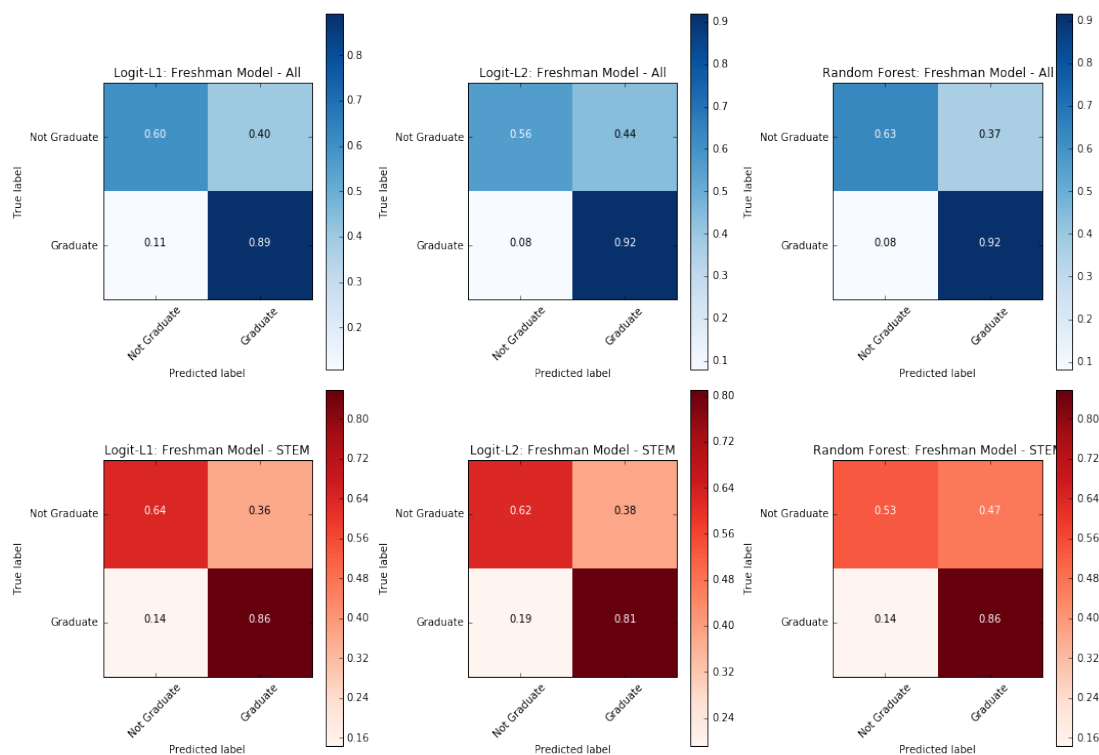 Logit-L1: Freshman Model - All
Not Graduate
Graduate
True label
0.60 0.40
0.11 0.89
Not Graduate
Graduate
Predicted label
0.8
0.7
0.6
0.5
0.4
0.3
0.2
Logit-L2: Freshman Model - All
Not Graduate
Graduate
True label
0.56 0.44
0.08 0.92
Not Graduate
Graduate
Predicted label
0.9
0.8
0.7
0.6
0.5
0.4
0.3
0.2
0.1
Random Forest: Freshman Model - All
Not Graduate
Graduate
True label
0.63 0.37
0.08 0.92
Not Graduate
Graduate
Predicted label
0.9
0.8
0.7
0.6
0.5
0.4
0.3
0.2
0.1
Logit-L1: Freshman Model - STEM
Not Graduate
Graduate
True label
0.64 0.36
0.14 0.86
Not Graduate
Graduate
Predicted label
0.80
0.72
0.64
0.56
0.48
0.40
0.32
0.24
0.16
Logit-L2: Freshman Model - STEM
Not Graduate
Graduate
True label
0.62 0.38
0.19 0.81
Not Graduate
Graduate
Predicted label
0.80
0.72
0.64
0.56
0.48
0.40
0.32
0.24
Random Forest: Freshman Model - STEM
Not Graduate
Graduate
True label
0.53 0.47
0.14 0.86
Not Graduate
Graduate
Predicted label
0.80
0.72
0.64
0.56
0.48
0.40
0.32
0.24
0.16